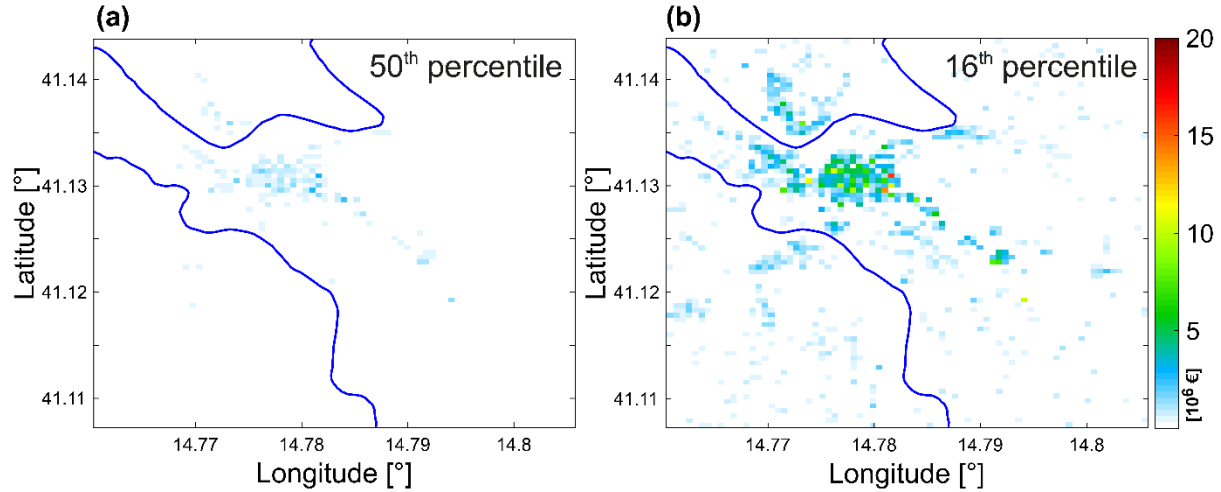 (a)
(b)
50th percentile
16th percentile
Latitude [°]
41.14
41.13
41.12
41.11
14.77
14.78
14.79
14.8
Longitude [°]
Latitude [°]
41.14
41.13
41.12
41.11
14.77
14.78
14.79
14.8
Longitude [°]
20
15
10
5
[10⁶ €]